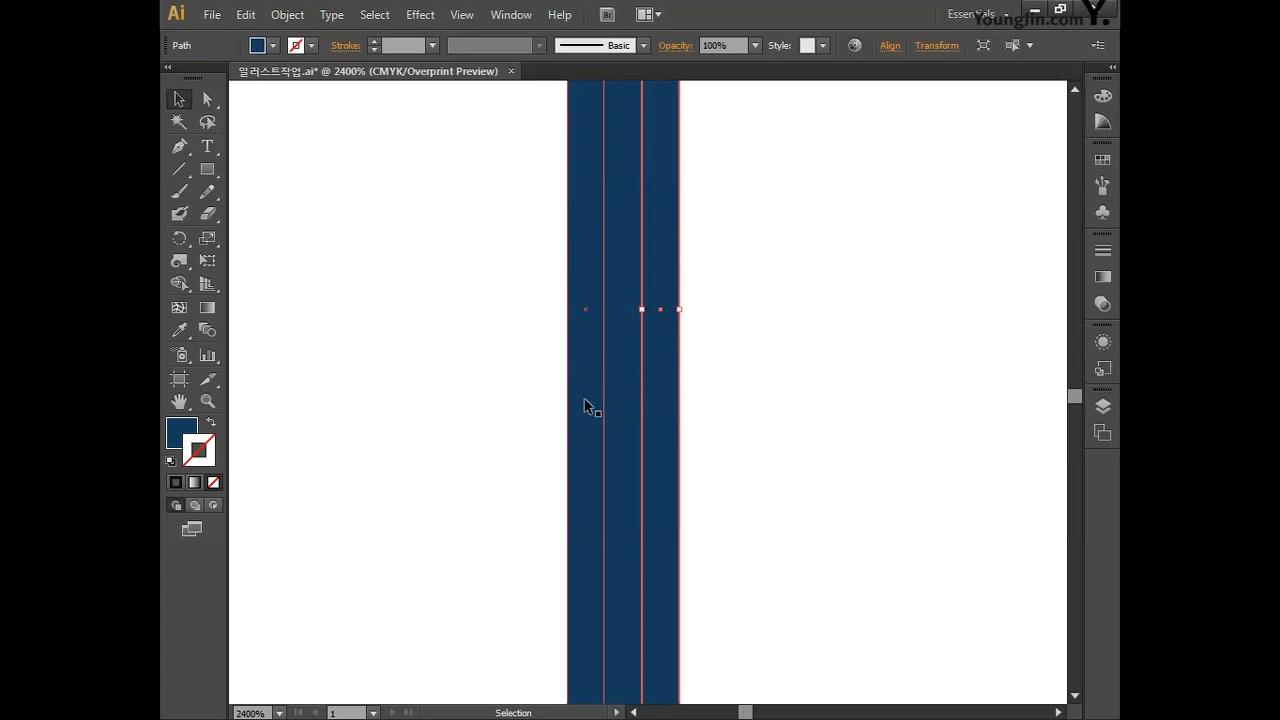 Ai File Edit Object Type Select Effect View Window Help Br Essentials
Youngjin.com Y.
Path Stroke: Basic Opacity: 100% Style: Align Transform
일러스트작업.ai* @ 2400% (CMYK/Overprint Preview) ×
T
2400% 1 Selection